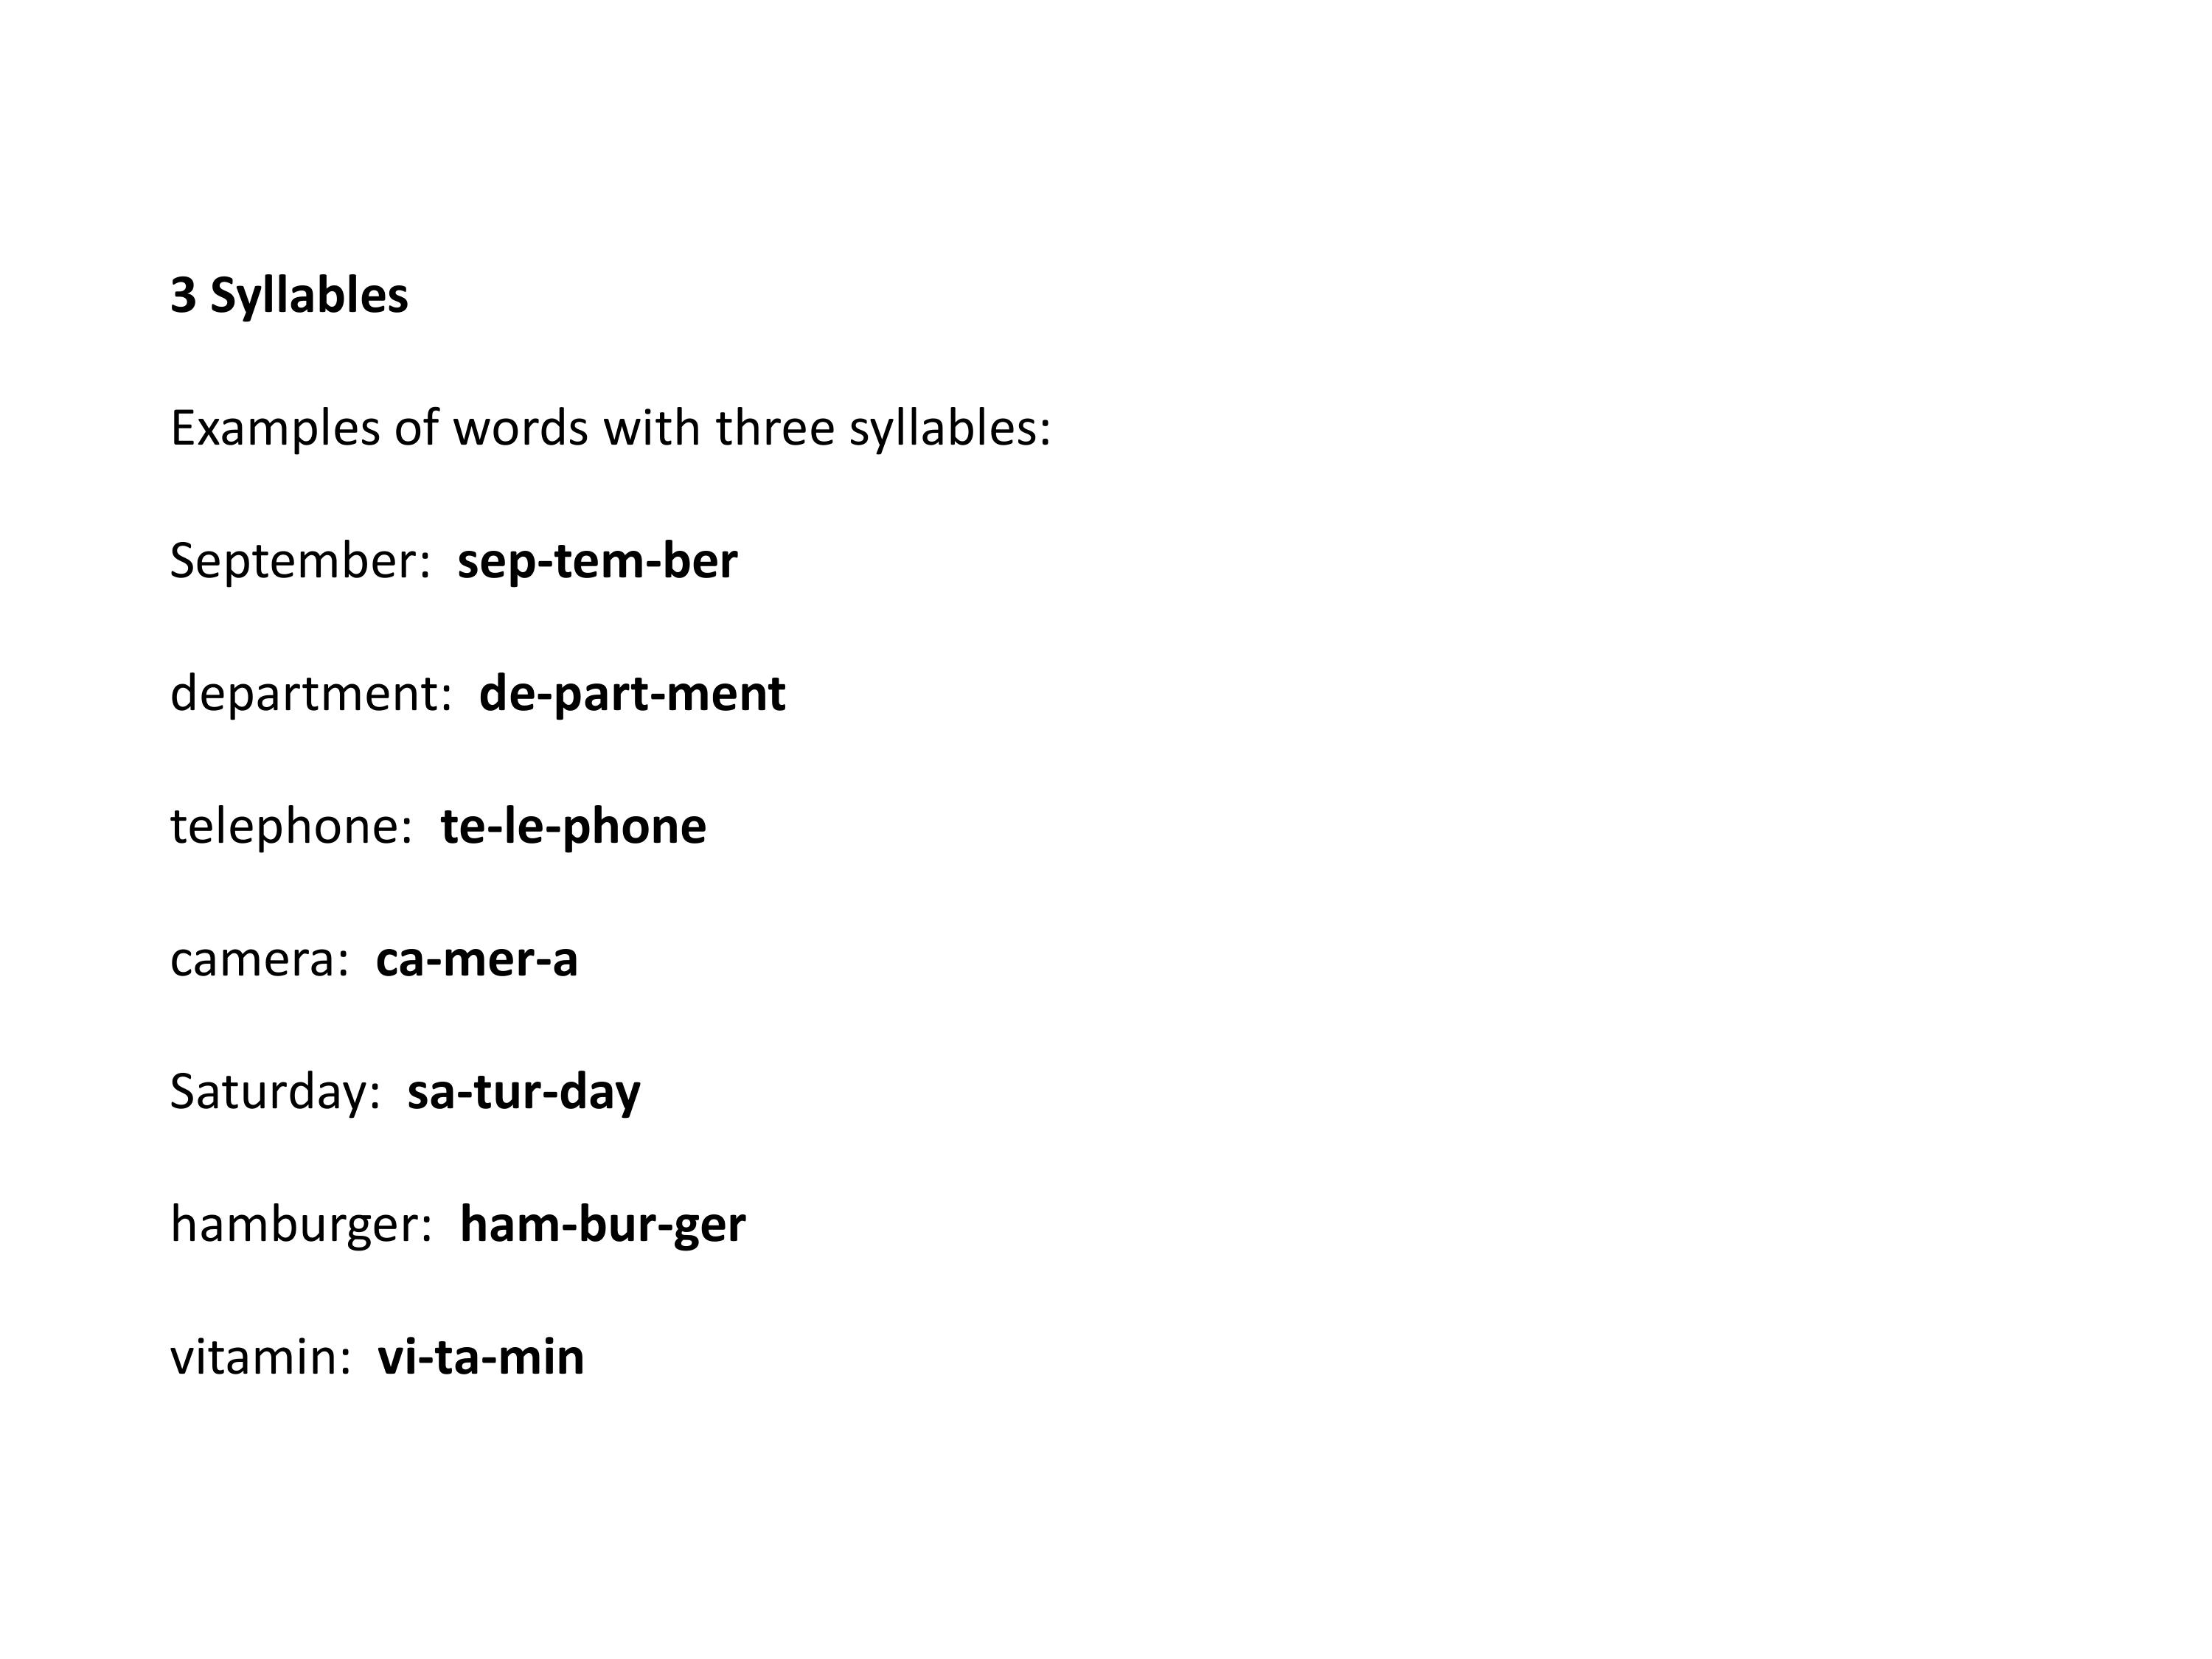 3 Syllables
Examples of words with three syllables:
September: sep-tem-ber
department: de-part-ment
telephone: te-le-phone
camera: ca-mer-a
Saturday: sa-tur-day
hamburger: ham-bur-ger
vitamin: vi-ta-min